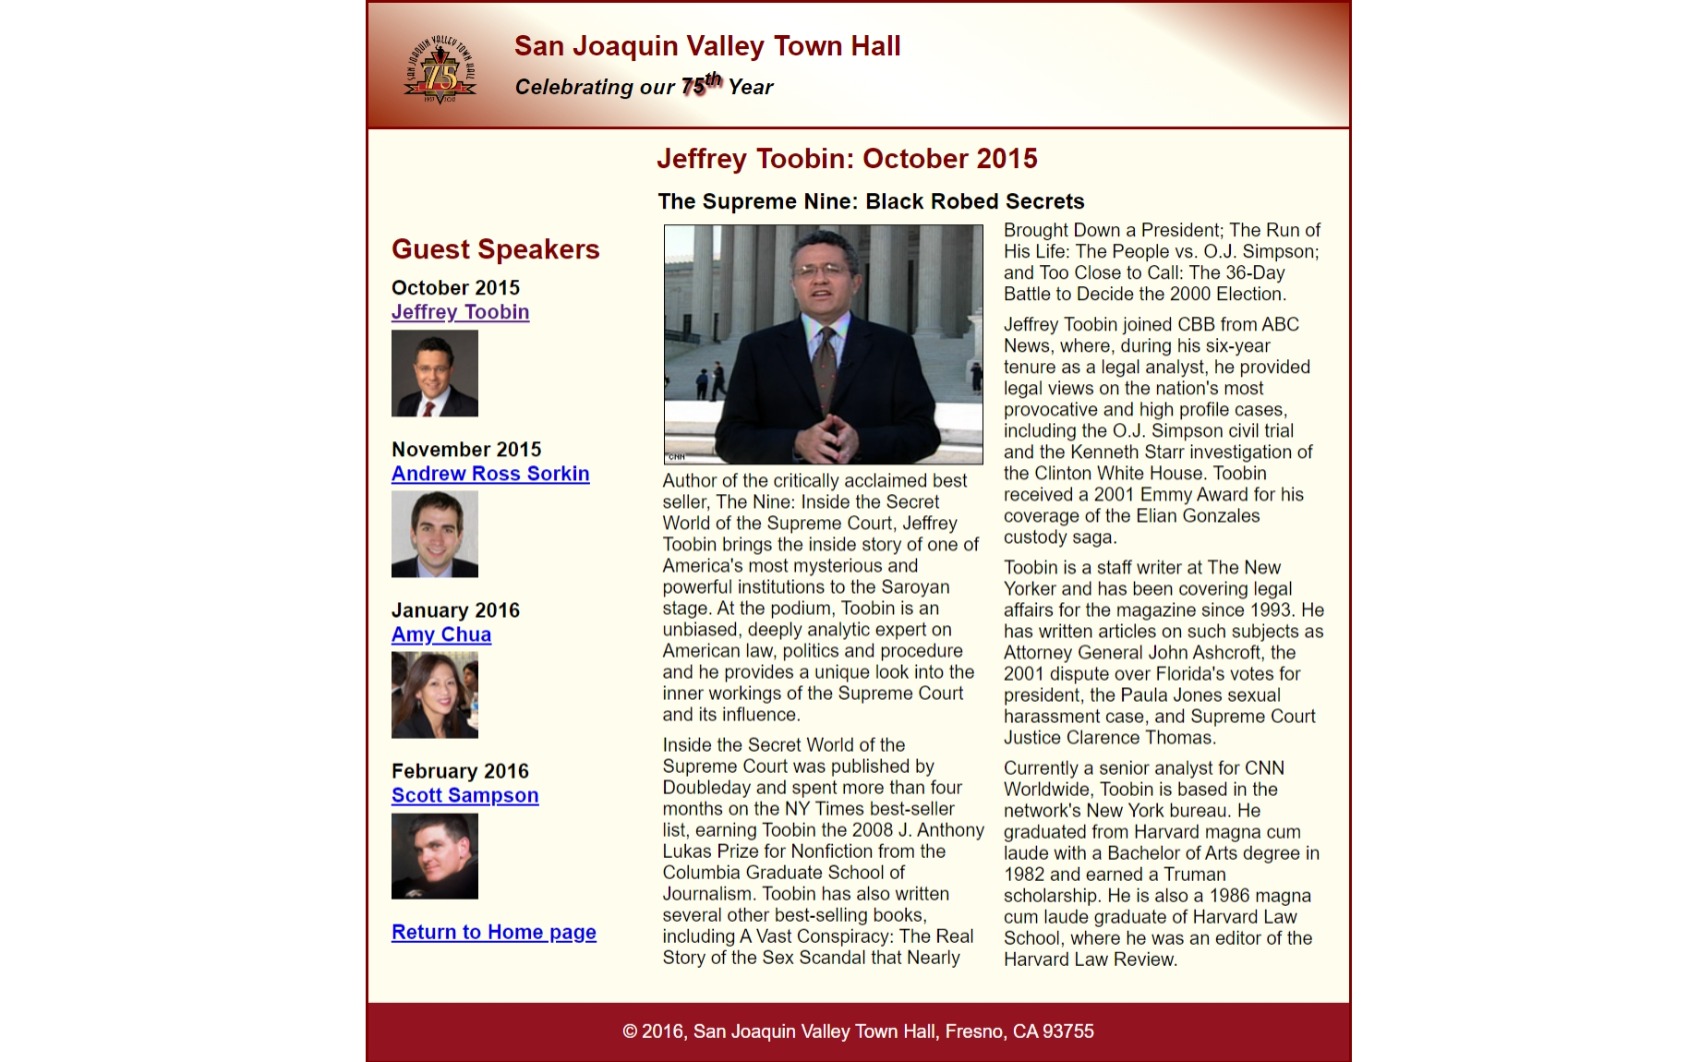 SAN JOAQUIN VALLEY TOWN HALL
75
San Joaquin Valley Town Hall
Celebrating our 75th Year
Jeffrey Toobin: October 2015
The Supreme Nine: Black Robed Secrets
Guest Speakers
October 2015
Jeffrey Toobin
November 2015
Andrew Ross Sorkin
January 2016
Amy Chua
February 2016
Scott Sampson
Return to Home page
CNN
Author of the critically acclaimed best
seller, The Nine: Inside the Secret
World of the Supreme Court, Jeffrey
Toobin brings the inside story of one of
America's most mysterious and
powerful institutions to the Saroyan
stage. At the podium, Toobin is an
unbiased, deeply analytic expert on
American law, politics and procedure
and he provides a unique look into the
inner workings of the Supreme Court
and its influence.
Inside the Secret World of the
Supreme Court was published by
Doubleday and spent more than four
months on the NY Times best-seller
list, earning Toobin the 2008 J. Anthony
Lukas Prize for Nonfiction from the
Columbia Graduate School of
Journalism. Toobin has also written
several other best-selling books,
including A Vast Conspiracy: The Real
Story of the Sex Scandal that Nearly
Brought Down a President; The Run of
His Life: The People vs. O.J. Simpson;
and Too Close to Call: The 36-Day
Battle to Decide the 2000 Election.
Jeffrey Toobin joined CBB from ABC
News, where, during his six-year
tenure as a legal analyst, he provided
legal views on the nation's most
provocative and high profile cases,
including the O.J. Simpson civil trial
and the Kenneth Starr investigation of
the Clinton White House. Toobin
received a 2001 Emmy Award for his
coverage of the Elian Gonzales
custody saga.
Toobin is a staff writer at The New
Yorker and has been covering legal
affairs for the magazine since 1993. He
has written articles on such subjects as
Attorney General John Ashcroft, the
2001 dispute over Florida's votes for
president, the Paula Jones sexual
harassment case, and Supreme Court
Justice Clarence Thomas.
Currently a senior analyst for CNN
Worldwide, Toobin is based in the
network's New York bureau. He
graduated from Harvard magna cum
laude with a Bachelor of Arts degree in
1982 and earned a Truman
scholarship. He is also a 1986 magna
cum laude graduate of Harvard Law
School, where he was an editor of the
Harvard Law Review.
© 2016, San Joaquin Valley Town Hall, Fresno, CA 93755